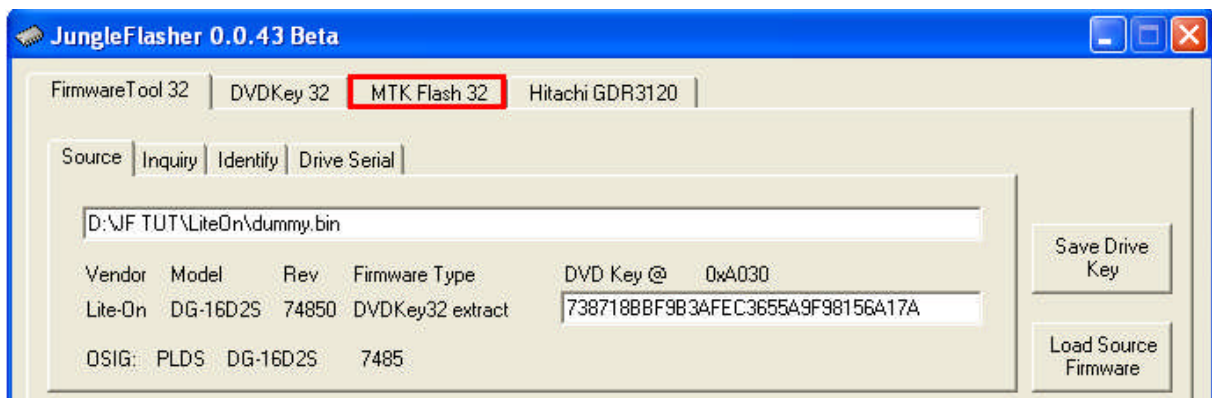 JungleFlasher 0.0.43 Beta
FirmwareTool 32 DVDKey 32 MTK Flash 32 Hitachi GDR3120
Source Inquiry Identify Drive Serial
D:\JF TUT\LiteOn\dummy.bin
Save Drive
Key
Vendor Model Rev Firmware Type DVD Key @ 0xA030
Lite-On DG-16D2S 74850 DVDKey32 extract 738718BBF9B3AFEC3655A9F98156A17A
OSIG: PLDS DG-16D2S 7485
Load Source
Firmware